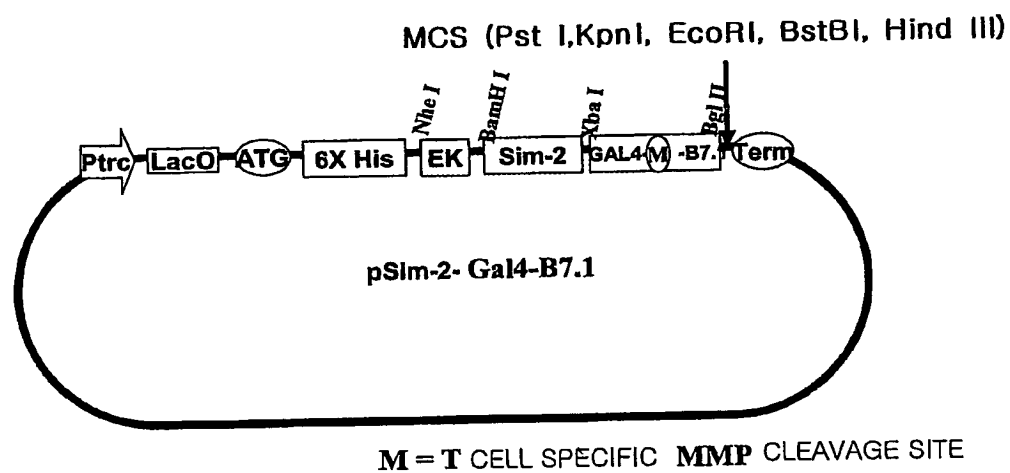 MCS (Pst I,KpnI, EcoRI, BstBI, Hind III)
Nhe I
BamH I
Xba I
Bgl II
Ptrc
LacO
ATG
6X His
EK
Sim-2
GAL4-
M
-B7.
Term
pSim-2- Gal4-B7.1
M = T CELL SPECIFIC MMP CLEAVAGE SITE